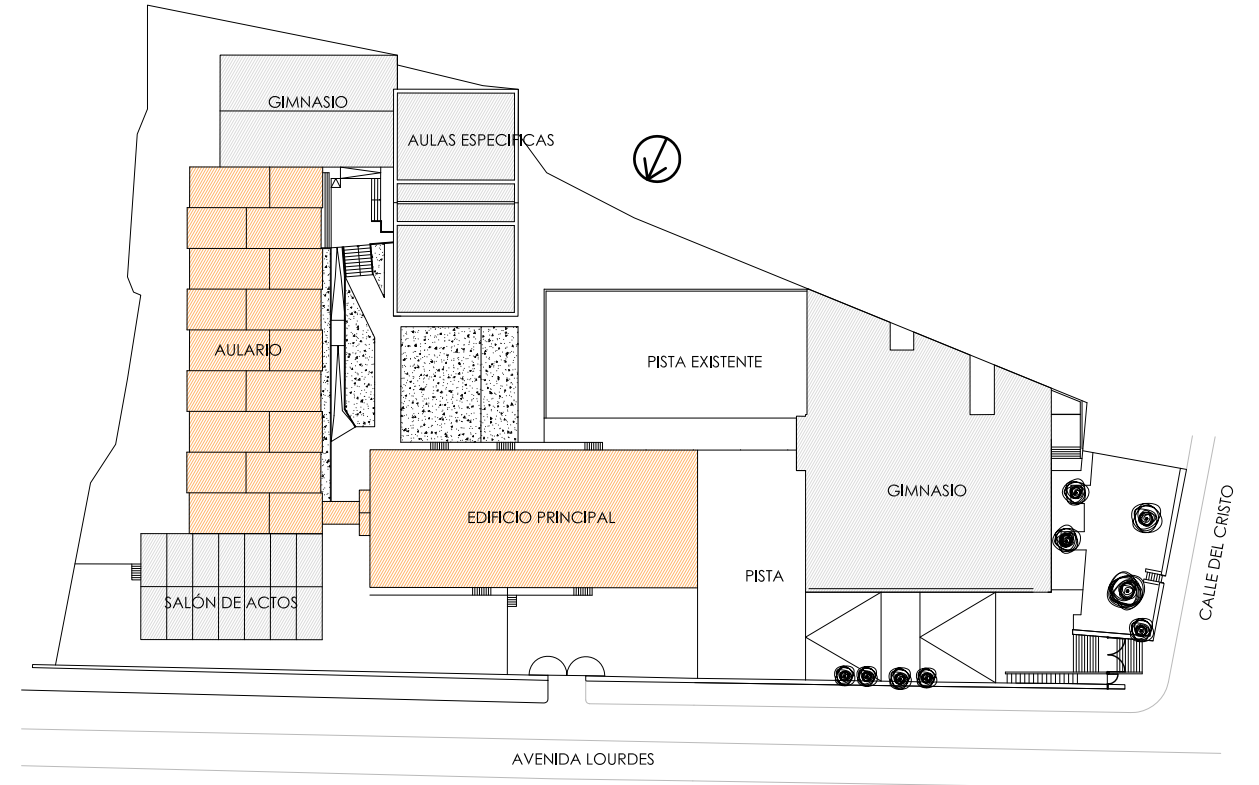 GIMNASIO
AULAS ESPECIFICAS
AULARIO
PISTA EXISTENTE
GIMNASIO
EDIFICIO PRINCIPAL
PISTA
SALÓN DE ACTOS
CALLE DEL CRISTO
AVENIDA LOURDES